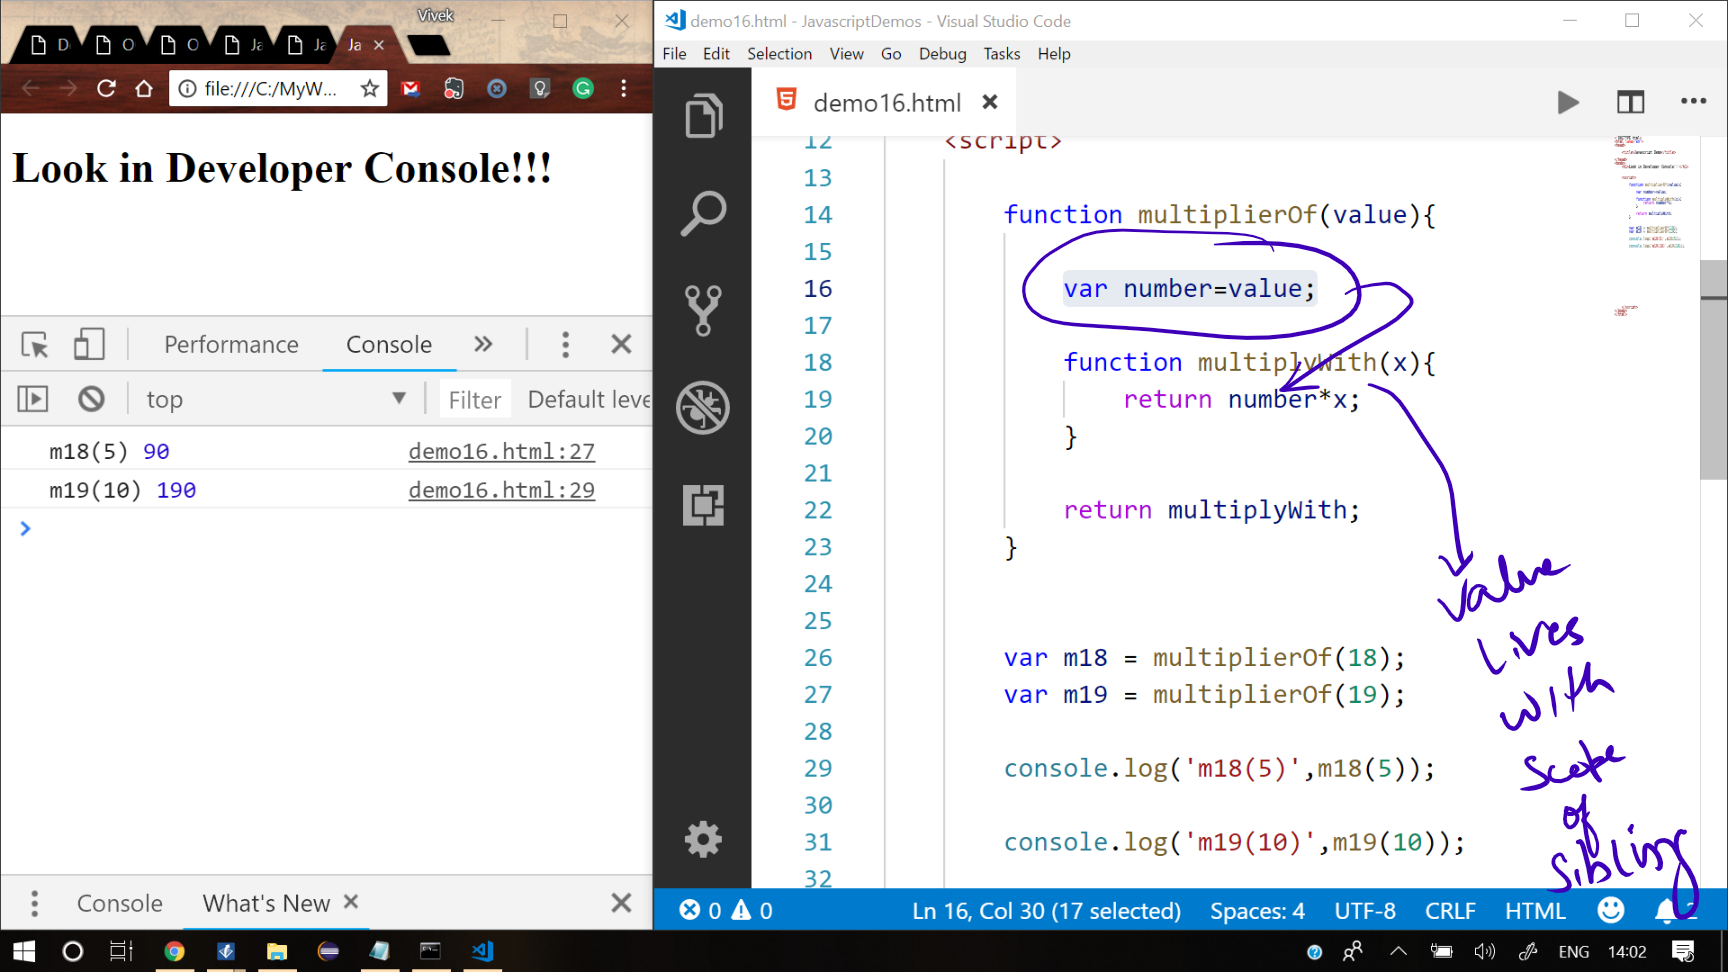 Vivek
D
O
O
Ja
Ja
Ja
file:///C:/MyW...
Look in Developer Console!!!
Performance
Console
top
Filter
Default leve
m18(5) 90 demo16.html:27
m19(10) 190 demo16.html:29
Console
What's New
demo16.html - JavascriptDemos - Visual Studio Code
File Edit Selection View Go Debug Tasks Help
demo16.html
12 <script>
13
14 function multiplierOf(value){
15
16 var number=value;
17
18 function multiplyWith(x){
19 return number*x;
20 }
21
22 return multiplyWith;
23 }
24
25
26 var m18 = multiplierOf(18);
27 var m19 = multiplierOf(19);
28
29 console.log('m18(5)',m18(5));
30
31 console.log('m19(10)',m19(10));
32
value
Lives
with
scope
of
sibling
0 0 Ln 16, Col 30 (17 selected) Spaces: 4 UTF-8 CRLF HTML 2
ENG 14:02